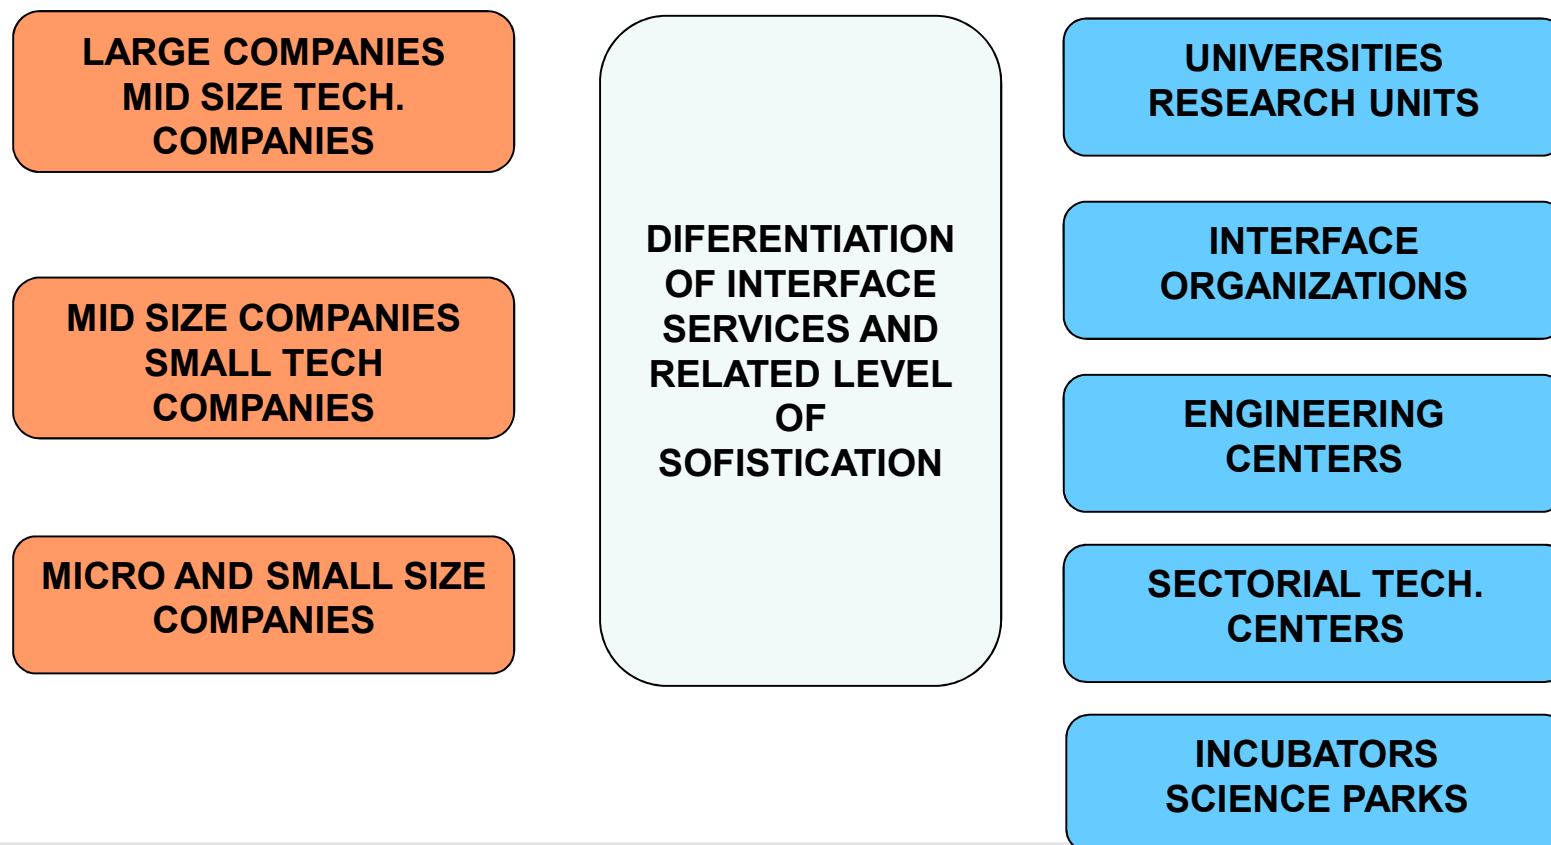 LARGE COMPANIES
MID SIZE TECH.
COMPANIES
MID SIZE COMPANIES
SMALL TECH
COMPANIES
MICRO AND SMALL SIZE
COMPANIES
DIFERENTIATION
OF INTERFACE
SERVICES AND
RELATED LEVEL
OF
SOFISTICATION
UNIVERSITIES
RESEARCH UNITS
INTERFACE
ORGANIZATIONS
ENGINEERING
CENTERS
SECTORIAL TECH.
CENTERS
INCUBATORS
SCIENCE PARKS